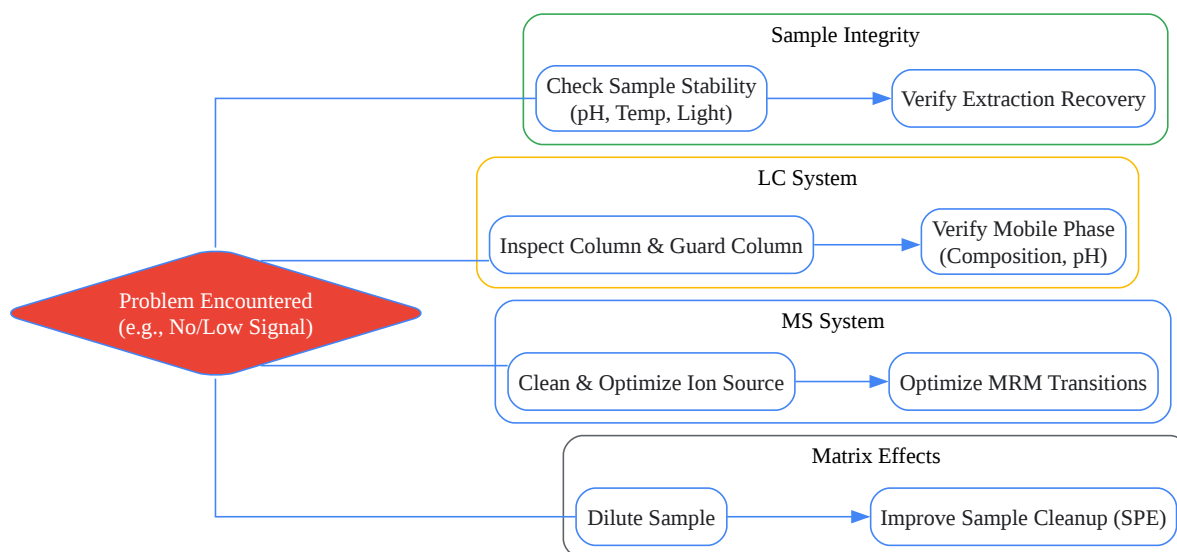 Sample Integrity
Check Sample Stability
(pH, Temp, Light)
Verify Extraction Recovery
LC System
Inspect Column & Guard Column
Verify Mobile Phase
(Composition, pH)
Problem Encountered
(e.g., No/Low Signal)
MS System
Clean & Optimize Ion Source
Optimize MRM Transitions
Matrix Effects
Dilute Sample
Improve Sample Cleanup (SPE)